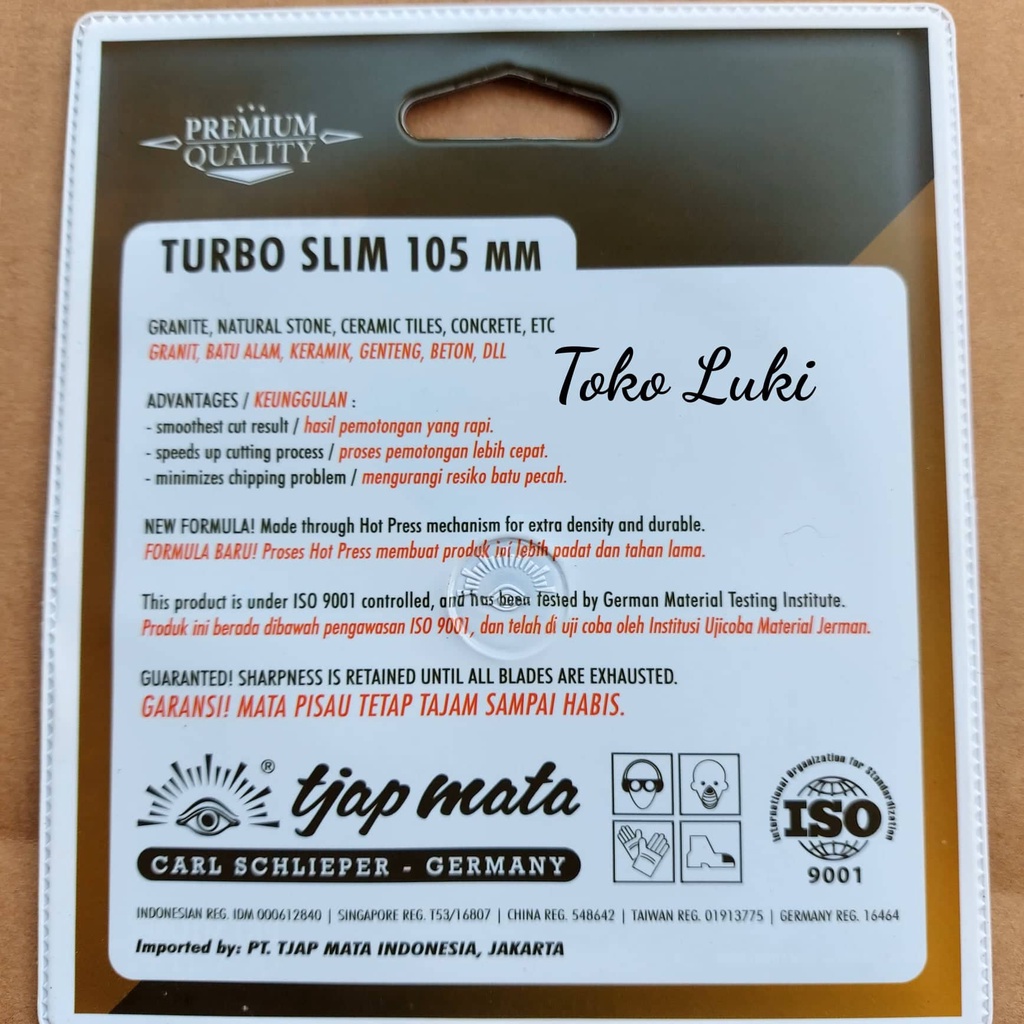 PREMIUM
QUALITY
TURBO SLIM 105 MM
GRANITE, NATURAL STONE, CERAMIC TILES, CONCRETE, ETC
GRANIT, BATU ALAM, KERAMIK, GENTENG, BETON, DLL
Toko Luki
ADVANTAGES / KEUNGGULAN :
- smoothest cut result / hasil pemotongan yang rapi.
- speeds up cutting process / proses pemotongan lebih cepat.
- minimizes chipping problem / mengurangi resiko batu pecah.
NEW FORMULA! Made through Hot Press mechanism for extra density and durable.
FORMULA BARU! Proses Hot Press membuat produk ini lebih padat dan tahan lama.
This product is under ISO 9001 controlled, and has been tested by German Material Testing Institute.
Produk ini berada dibawah pengawasan ISO 9001, dan telah di uji coba oleh Institusi Ujicoba Material Jerman.
GUARANTED! SHARPNESS IS RETAINED UNTIL ALL BLADES ARE EXHAUSTED.
GARANSI! MATA PISAU TETAP TAJAM SAMPAI HABIS.
® tjap mata
CARL SCHLIEPER - GERMANY
International Organization for Standardization
ISO
9001
INDONESIAN REG. IDM 000612840 | SINGAPORE REG. T53/16807 | CHINA REG. 548642 | TAIWAN REG. 01913775 | GERMANY REG. 16464
Imported by: PT. TJAP MATA INDONESIA, JAKARTA